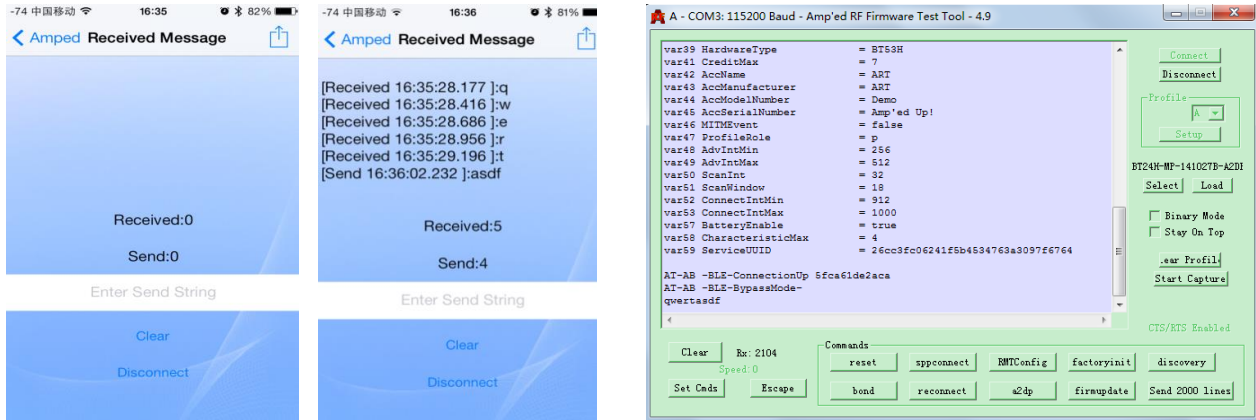 -74 中国移动 16:35 82%
Amped Received Message
Received:0
Send:0
Enter Send String
Clear
Disconnect
-74 中国移动 16:36 81%
Amped Received Message
[Received 16:35:28.177 ]:q
[Received 16:35:28.416 ]:w
[Received 16:35:28.686 ]:e
[Received 16:35:28.956 ]:r
[Received 16:35:29.196 ]:t
[Send 16:36:02.232 ]:asdf
Received:5
Send:4
Enter Send String
Clear
Disconnect
A - COM3: 115200 Baud - Amp'ed RF Firmware Test Tool - 4.9
var39 HardwareType = BT53H
var41 CreditMax = 7
var42 AccName = ART
var43 AccManufacturer = ART
var44 AccModelNumber = Demo
var45 AccSerialNumber = Amp'ed Up!
var46 MITMEvent = false
var47 ProfileRole = p
var48 AdvIntMin = 256
var49 AdvIntMax = 512
var50 ScanInt = 32
var51 ScanWindow = 18
var52 ConnectIntMin = 912
var53 ConnectIntMax = 1000
var57 BatteryEnable = true
var58 CharacteristicMax = 4
var59 ServiceUUID = 26cc3fc06241f5b4534763a3097f6764
AT-AB -BLE-ConnectionUp 5fca61de2aca
AT-AB -BLE-BypassMode-
qwertasdf
Connect
Disconnect
Profile
A
Setup
BT24H-MP-141027B-A2DI
Select Load
Binary Mode
Stay On Top
.ear Profil
Start Capture
CTS/RTS Enabled
Clear Rx: 2104
Speed:0
Set Cmds Escape
Commands
reset sppconnect RMTConfig factoryinit discovery
bond reconnect a2dp firmupdate Send 2000 lines